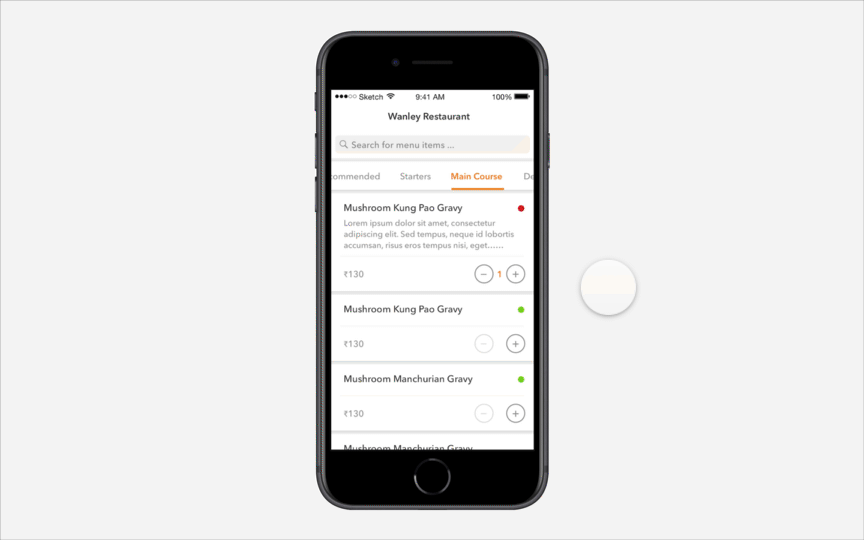 ●●●○○ Sketch 9:41 AM 100%
Wanley Restaurant
Search for menu items ...
ommended Starters Main Course De
Mushroom Kung Pao Gravy
Lorem ipsum dolor sit amet, consectetur
adipiscing elit. Sed tempus, neque id lobortis
accumsan, risus eros tempus nisi, eget......
₹130 − 1 +
Mushroom Kung Pao Gravy
₹130 − +
Mushroom Manchurian Gravy
₹130 − +
Mushroom Manchurian Gravy